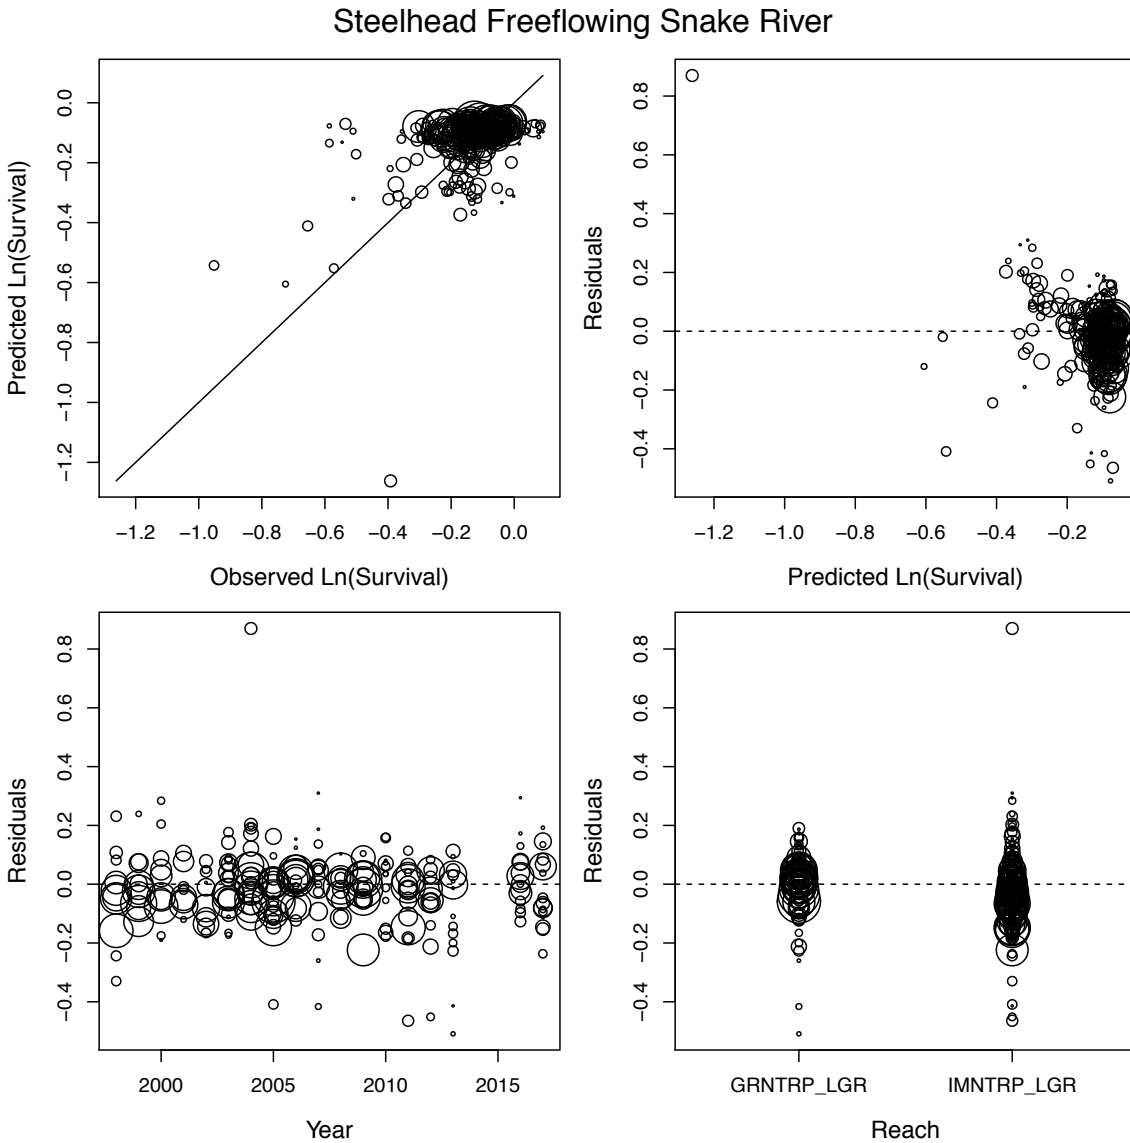 Steelhead Freeflowing Snake River
Predicted Ln(Survival)
0.0
−0.2
−0.4
−0.6
−0.8
−1.0
−1.2
−1.2 −1.0 −0.8 −0.6 −0.4 −0.2 0.0
Observed Ln(Survival)
Residuals
0.8
0.6
0.4
0.2
0.0
−0.2
−0.4
−1.2 −1.0 −0.8 −0.6 −0.4 −0.2
Predicted Ln(Survival)
Residuals
0.8
0.6
0.4
0.2
0.0
−0.2
−0.4
2000 2005 2010 2015
Year
Residuals
0.8
0.6
0.4
0.2
0.0
−0.2
−0.4
GRNTRP_LGR IMNTRP_LGR
Reach